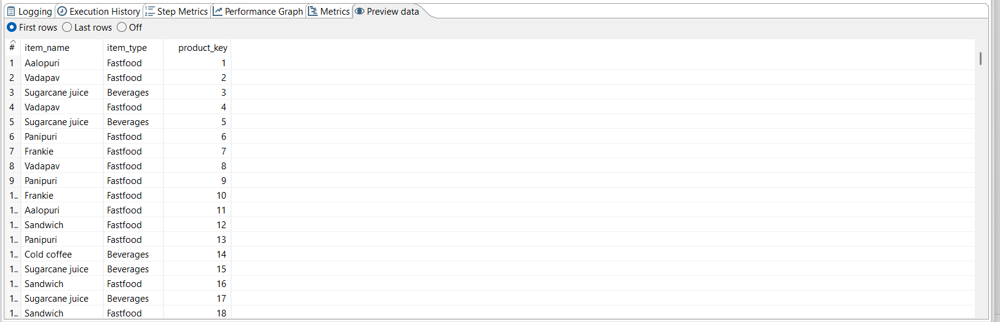 Logging Execution History Step Metrics Performance Graph Metrics Preview data
First rows Last rows Off
# item_name item_type product_key
1 Aalopuri Fastfood 1
2 Vadapav Fastfood 2
3 Sugarcane juice Beverages 3
4 Vadapav Fastfood 4
5 Sugarcane juice Beverages 5
6 Panipuri Fastfood 6
7 Frankie Fastfood 7
8 Vadapav Fastfood 8
9 Panipuri Fastfood 9
1.. Frankie Fastfood 10
1.. Aalopuri Fastfood 11
1.. Sandwich Fastfood 12
1.. Panipuri Fastfood 13
1.. Cold coffee Beverages 14
1.. Sugarcane juice Beverages 15
1.. Sandwich Fastfood 16
1.. Sugarcane juice Beverages 17
1.. Sandwich Fastfood 18